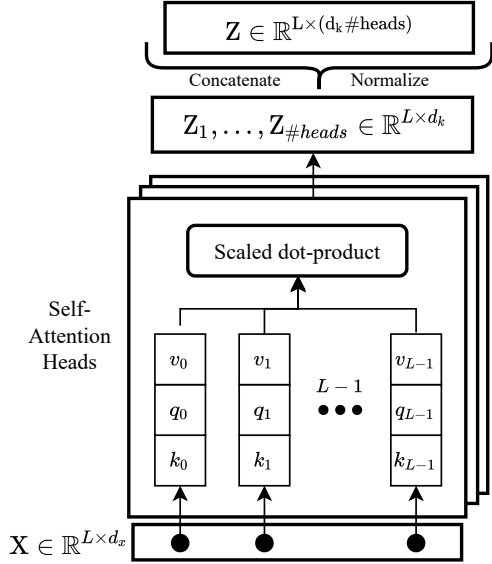 Z ∈ ℝ^{L×(d_k#heads)}
Concatenate Normalize
Z_1, . . . , Z_{#heads} ∈ ℝ^{L×d_k}
Scaled dot-product
Self-
Attention
Heads
v_0 v_1 v_{L−1}
L − 1
q_0 q_1 q_{L−1}
k_0 k_1 k_{L−1}
X ∈ ℝ^{L×d_x}